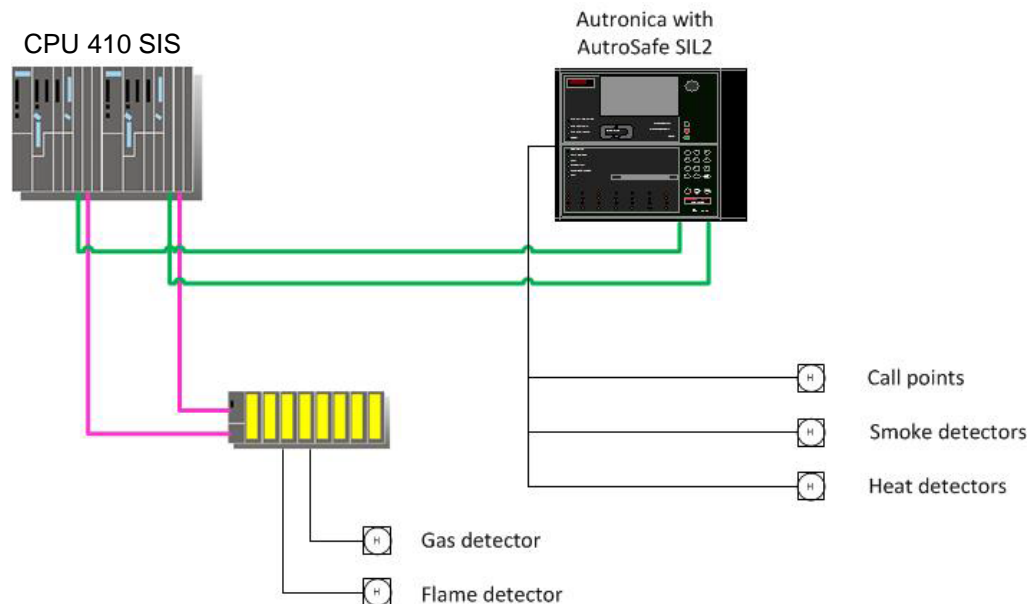 Autronica with
AutroSafe SIL2
CPU 410 SIS
H
Call points
H
Smoke detectors
H
Heat detectors
H
Gas detector
H
Flame detector